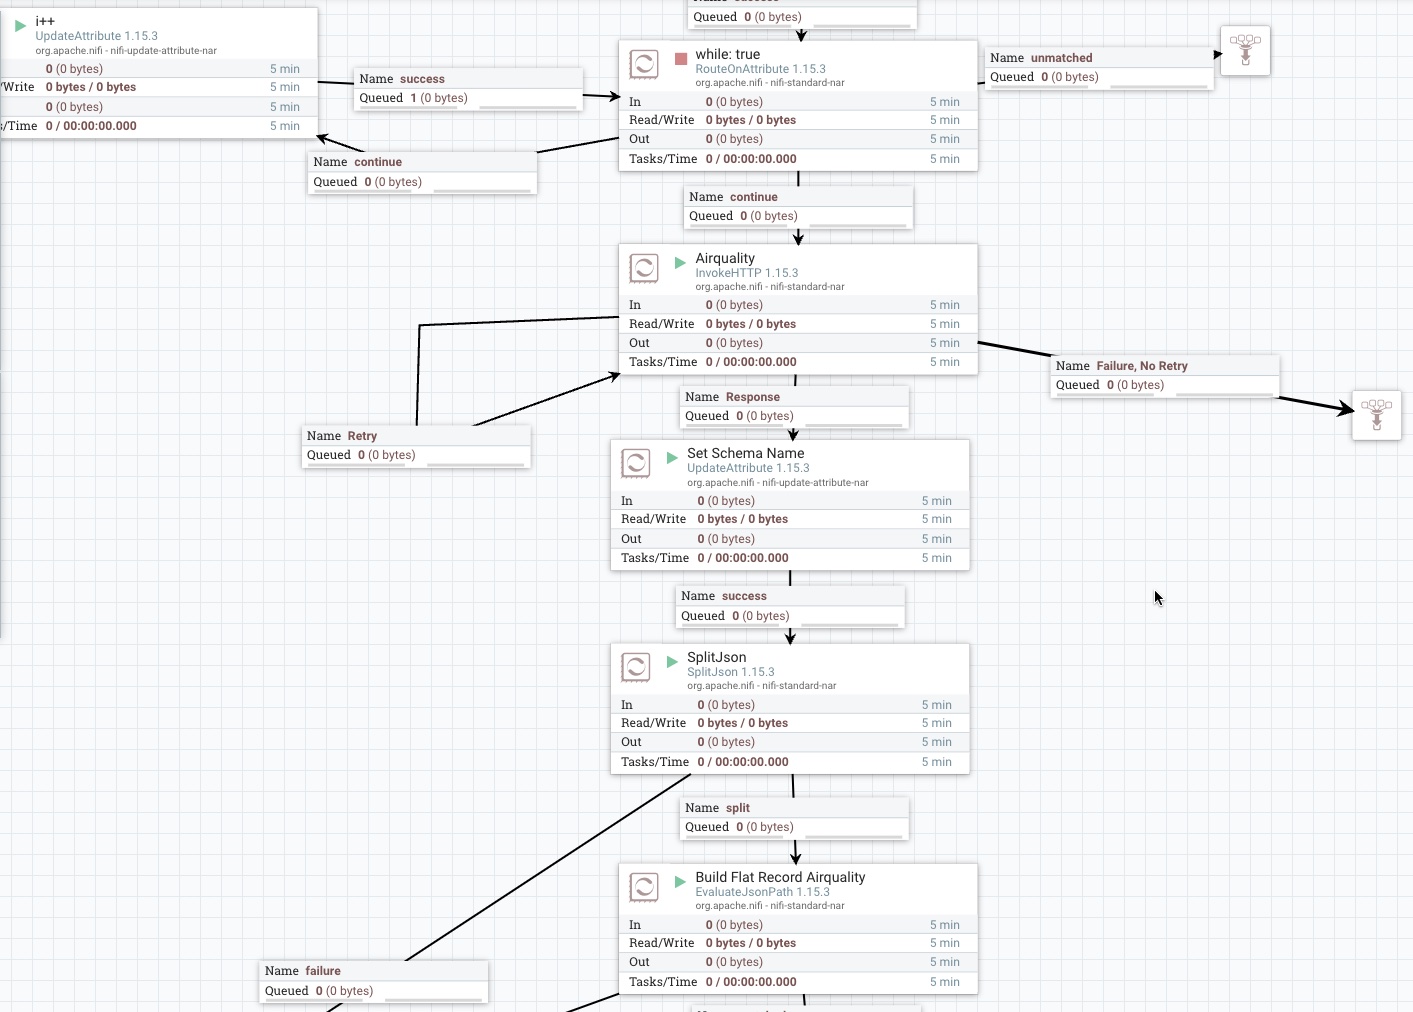 success
Queued 0 (0 bytes)
i++
UpdateAttribute 1.15.3
org.apache.nifi - nifi-update-attribute-nar
0 (0 bytes) 5 min
/Write 0 bytes / 0 bytes 5 min
0 (0 bytes) 5 min
s/Time 0 / 00:00:00.000 5 min
Name success
Queued 1 (0 bytes)
Name continue
Queued 0 (0 bytes)
while: true
RouteOnAttribute 1.15.3
org.apache.nifi - nifi-standard-nar
In 0 (0 bytes) 5 min
Read/Write 0 bytes / 0 bytes 5 min
Out 0 (0 bytes) 5 min
Tasks/Time 0 / 00:00:00.000 5 min
Name unmatched
Queued 0 (0 bytes)
Name continue
Queued 0 (0 bytes)
Airquality
InvokeHTTP 1.15.3
org.apache.nifi - nifi-standard-nar
In 0 (0 bytes) 5 min
Read/Write 0 bytes / 0 bytes 5 min
Out 0 (0 bytes) 5 min
Tasks/Time 0 / 00:00:00.000 5 min
Name Failure, No Retry
Queued 0 (0 bytes)
Name Retry
Queued 0 (0 bytes)
Name Response
Queued 0 (0 bytes)
Set Schema Name
UpdateAttribute 1.15.3
org.apache.nifi - nifi-update-attribute-nar
In 0 (0 bytes) 5 min
Read/Write 0 bytes / 0 bytes 5 min
Out 0 (0 bytes) 5 min
Tasks/Time 0 / 00:00:00.000 5 min
Name success
Queued 0 (0 bytes)
SplitJson
SplitJson 1.15.3
org.apache.nifi - nifi-standard-nar
In 0 (0 bytes) 5 min
Read/Write 0 bytes / 0 bytes 5 min
Out 0 (0 bytes) 5 min
Tasks/Time 0 / 00:00:00.000 5 min
Name split
Queued 0 (0 bytes)
Build Flat Record Airquality
EvaluateJsonPath 1.15.3
org.apache.nifi - nifi-standard-nar
In 0 (0 bytes) 5 min
Read/Write 0 bytes / 0 bytes 5 min
Out 0 (0 bytes) 5 min
Tasks/Time 0 / 00:00:00.000 5 min
Name failure
Queued 0 (0 bytes)